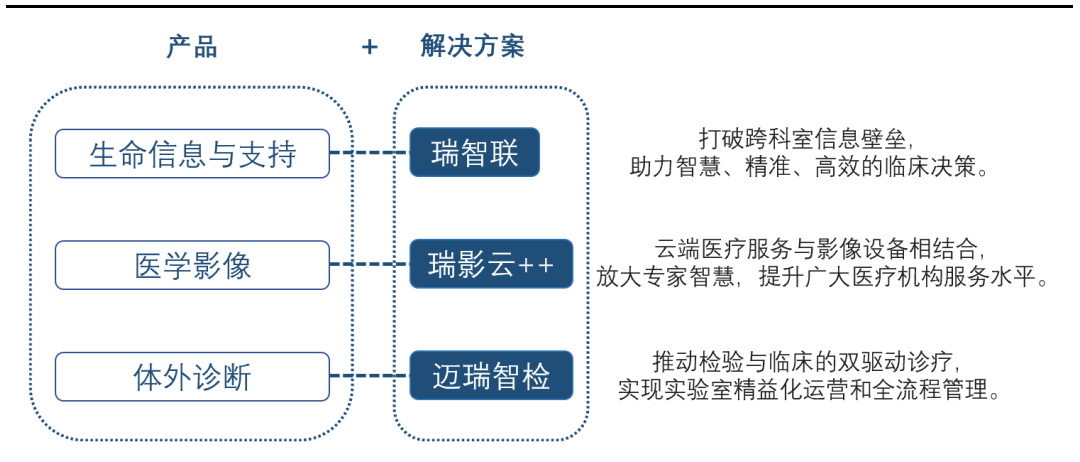 产品 + 解决方案
生命信息与支持
瑞智联
打破跨科室信息壁垒，
助力智慧、精准、高效的临床决策。
医学影像
瑞影云++
云端医疗服务与影像设备相结合，
放大专家智慧，提升广大医疗机构服务水平。
体外诊断
迈瑞智检
推动检验与临床的双驱动诊疗，
实现实验室精益化运营和全流程管理。